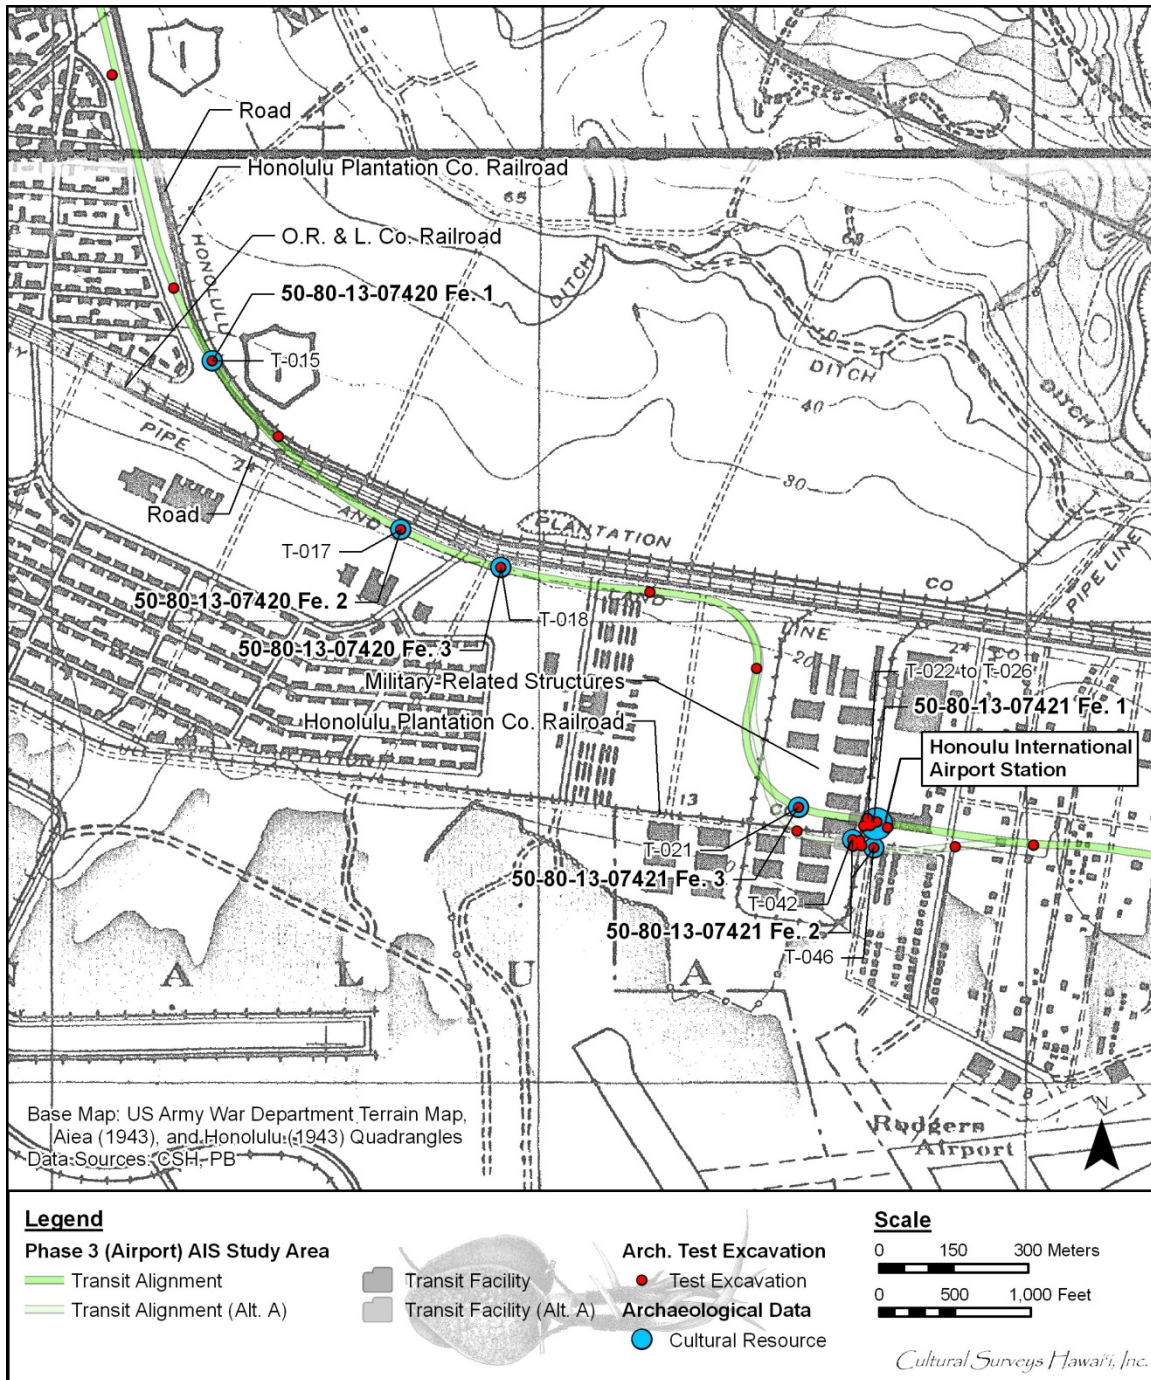 Road
Honolulu Plantation Co. Railroad
65
63
HONOLULU
O.R. & L. Co. Railroad
DITCH
50-80-13-07420 Fe. 1
T-015
DITCH
DITCH
40
PIPE
24"
30
Road
AND
PLANTATION
T-017
CO
PIPE LINE
50-80-13-07420 Fe. 2
T-018
LINE
20
24"
50-80-13-07420 Fe. 3
T-022 to T-026
Military-Related Structures
50-80-13-07421 Fe. 1
Honolulu Plantation Co. Railroad
Honoulu International
Airport Station
13
T-021
50-80-13-07421 Fe. 3
T-042
50-80-13-07421 Fe. 2
T-046
A L U A
8
Rodgers
Airport
N
Base Map: US Army War Department Terrain Map,
Aiea (1943), and Honolulu (1943) Quadrangles
Data Sources: CSH, PB
Legend
Phase 3 (Airport) AIS Study Area
Transit Alignment
Transit Alignment (Alt. A)
Transit Facility
Transit Facility (Alt. A)
Arch. Test Excavation
Test Excavation
Archaeological Data
Cultural Resource
Scale
0 150 300 Meters
0 500 1,000 Feet
Cultural Surveys Hawai‘i, Inc.